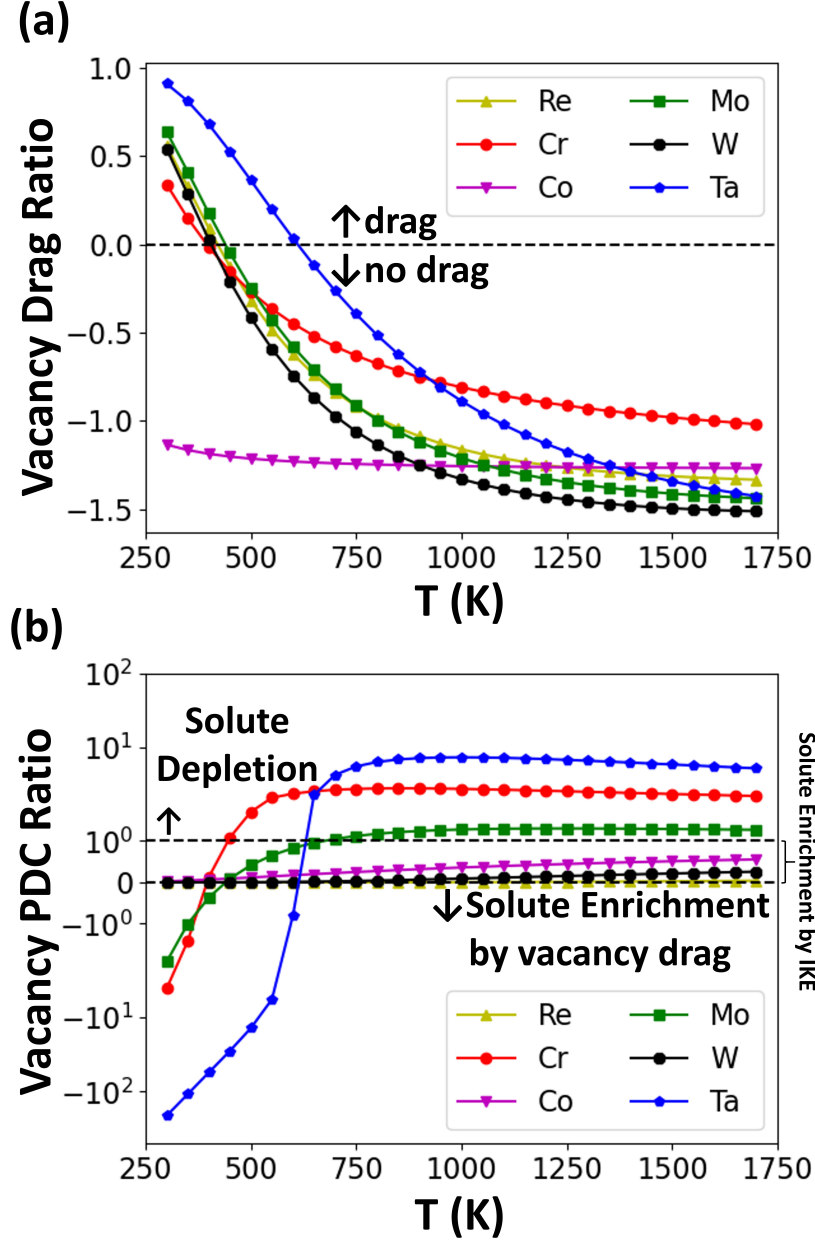 (a)
Vacancy Drag Ratio
1.0
0.5
0.0
−0.5
−1.0
−1.5
Re
Cr
Co
Mo
W
Ta
↑drag
↓no drag
250 500 750 1000 1250 1500 1750
T (K)
(b)
Vacancy PDC Ratio
10²
10¹
10⁰
0
−10⁰
−10¹
−10²
Solute
Depletion
↑
↓Solute Enrichment
by vacancy drag
Solute Enrichment by IKE
Re
Cr
Co
Mo
W
Ta
250 500 750 1000 1250 1500 1750
T (K)